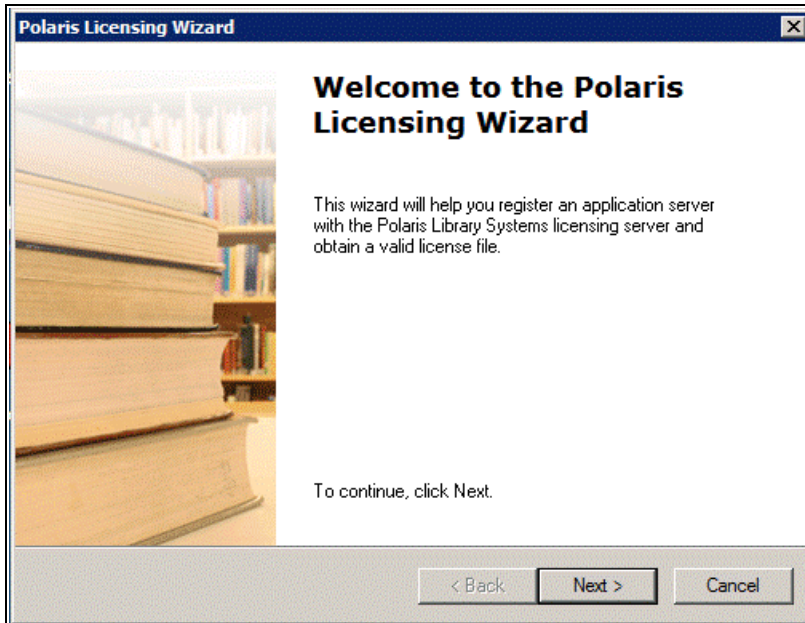 Polaris Licensing Wizard
Welcome to the Polaris
Licensing Wizard
This wizard will help you register an application server
with the Polaris Library Systems licensing server and
obtain a valid license file.
To continue, click Next.
< Back Next > Cancel